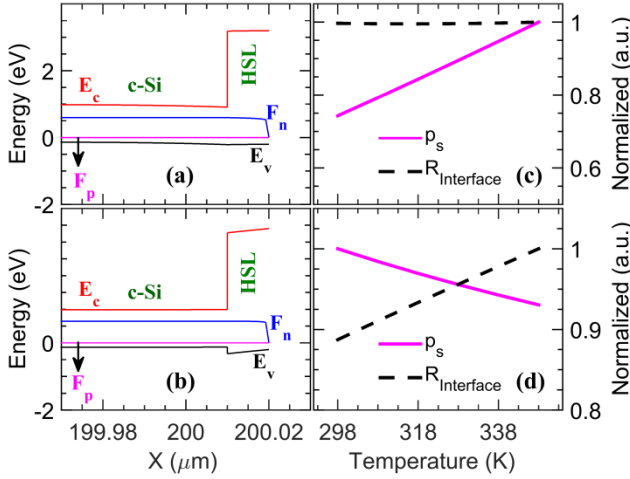 Energy (eV)
2
0
-2
E_c
c-Si
HSL
F_n
F_p
(a)
E_v
1
0.8
0.6
Normalized (a.u.)
p_s
R_Interface
(c)
Energy (eV)
2
0
-2
E_c
c-Si
HSL
F_n
F_p
(b)
E_v
199.98
200
200.02
X (μm)
1
0.9
0.8
Normalized (a.u.)
p_s
R_Interface
(d)
298
318
338
Temperature (K)